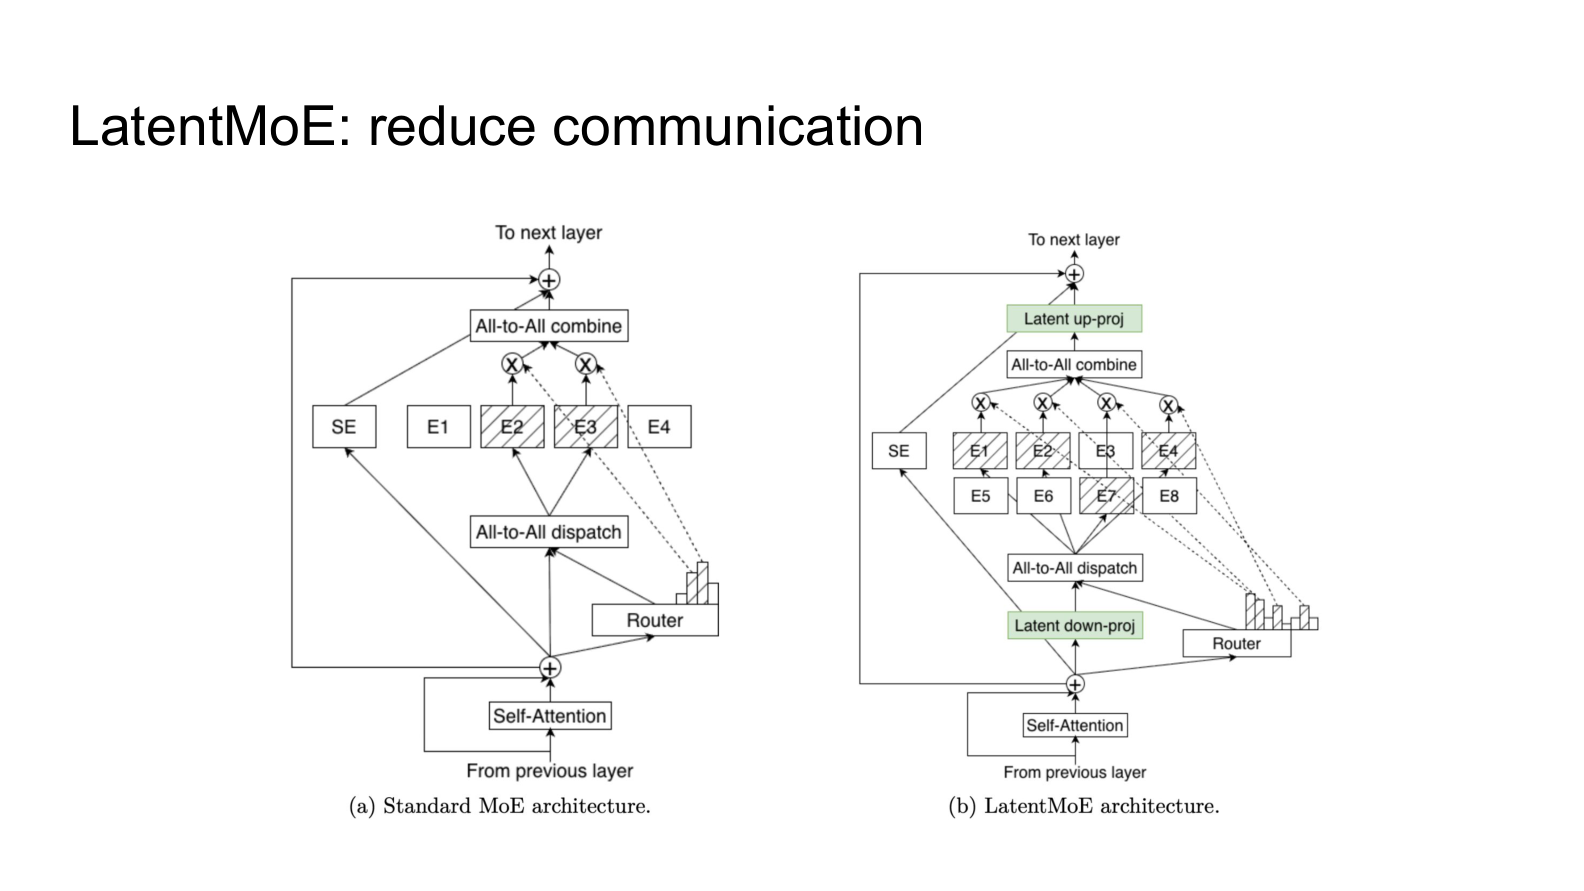 LatentMoE: reduce communication
To next layer
+
All-to-All combine
X X
SE E1 E2 E3 E4
All-to-All dispatch
Router
+
Self-Attention
From previous layer
(a) Standard MoE architecture.
To next layer
+
Latent up-proj
All-to-All combine
X X X X
SE E1 E2 E3 E4
E5 E6 E7 E8
All-to-All dispatch
Latent down-proj
Router
+
Self-Attention
From previous layer
(b) LatentMoE architecture.